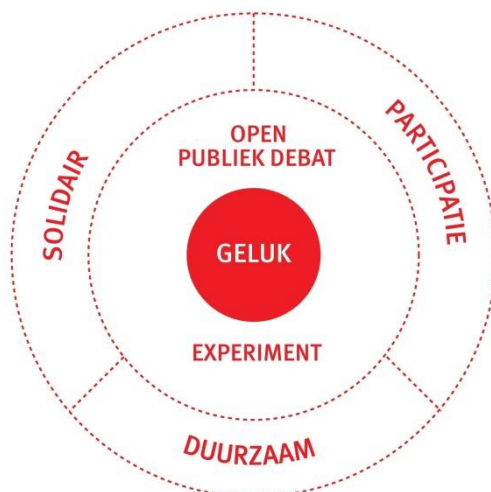 OPEN
PUBLIEK DEBAT
SOLIDAIR
PARTICIPATIE
GELUK
EXPERIMENT
DUURZAAM